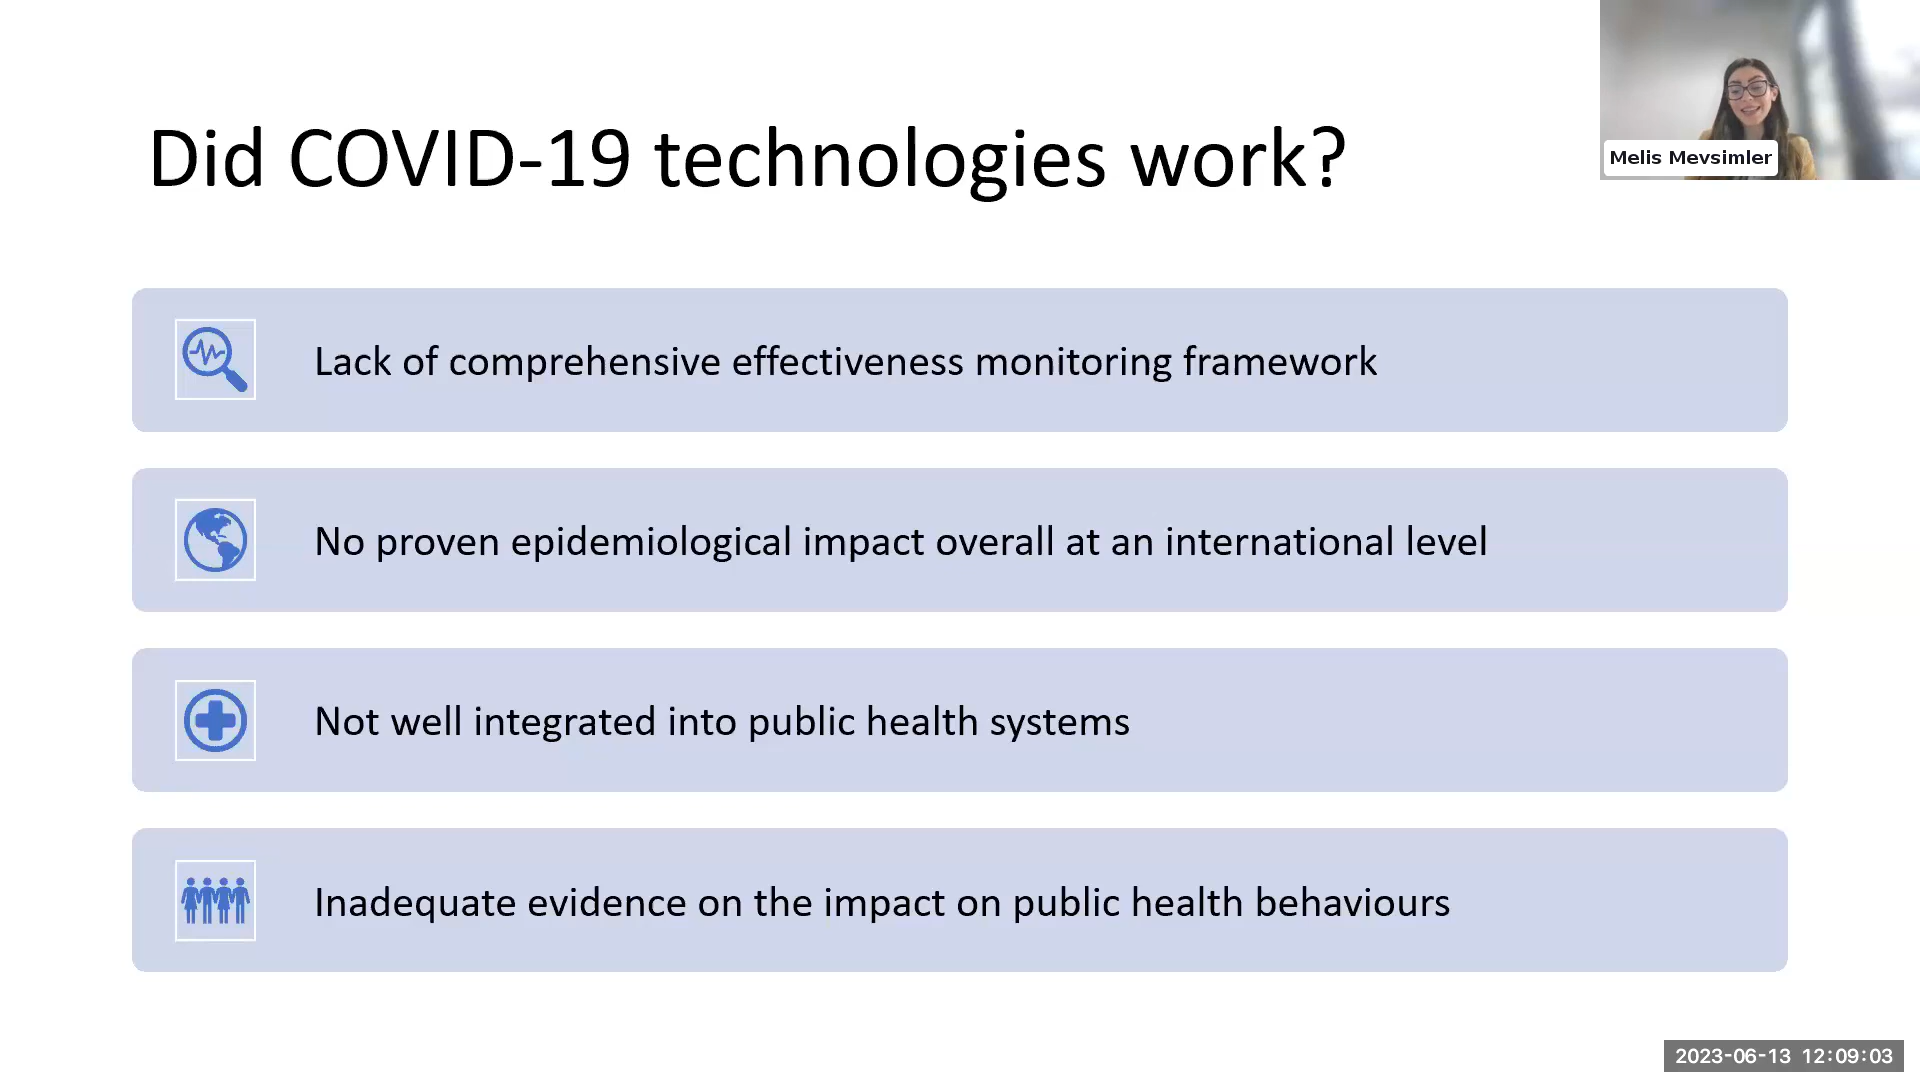 Did COVID-19 technologies work?
Melis Mevsimler
Lack of comprehensive effectiveness monitoring framework
No proven epidemiological impact overall at an international level
Not well integrated into public health systems
Inadequate evidence on the impact on public health behaviours
2023-06-13 12:09:03